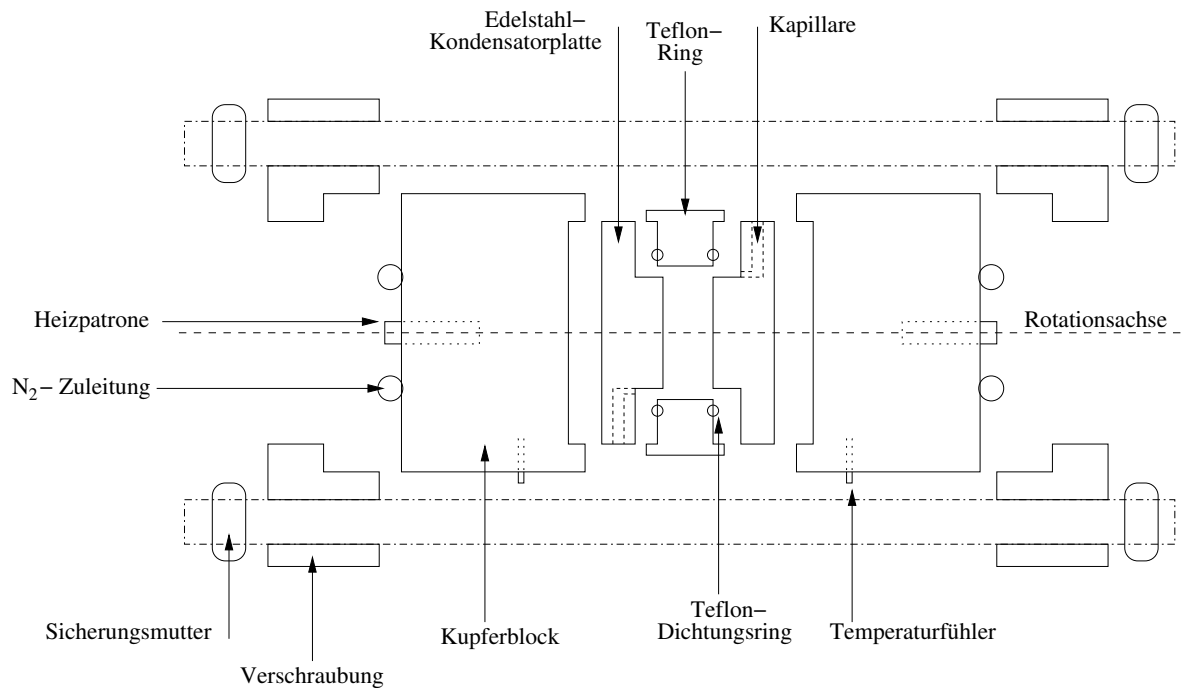 Edelstahl–
Kondensatorplatte
Teflon–
Ring
Kapillare
Heizpatrone
Rotationsachse
N₂– Zuleitung
Sicherungsmutter
Verschraubung
Kupferblock
Teflon–
Dichtungsring
Temperaturfühler